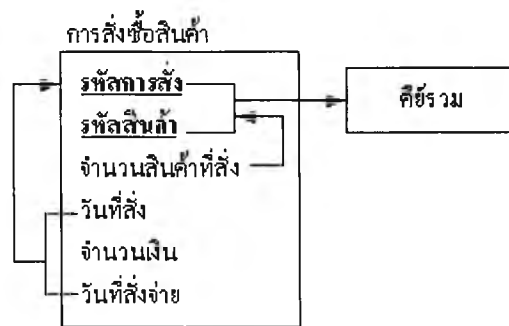 การสั่งซื้อสินค้า
รหัสการสั่ง
รหัสสินค้า
คีย์รวม
จำนวนสินค้าที่สั่ง
วันที่สั่ง
จำนวนเงิน
วันที่สั่งจ่าย